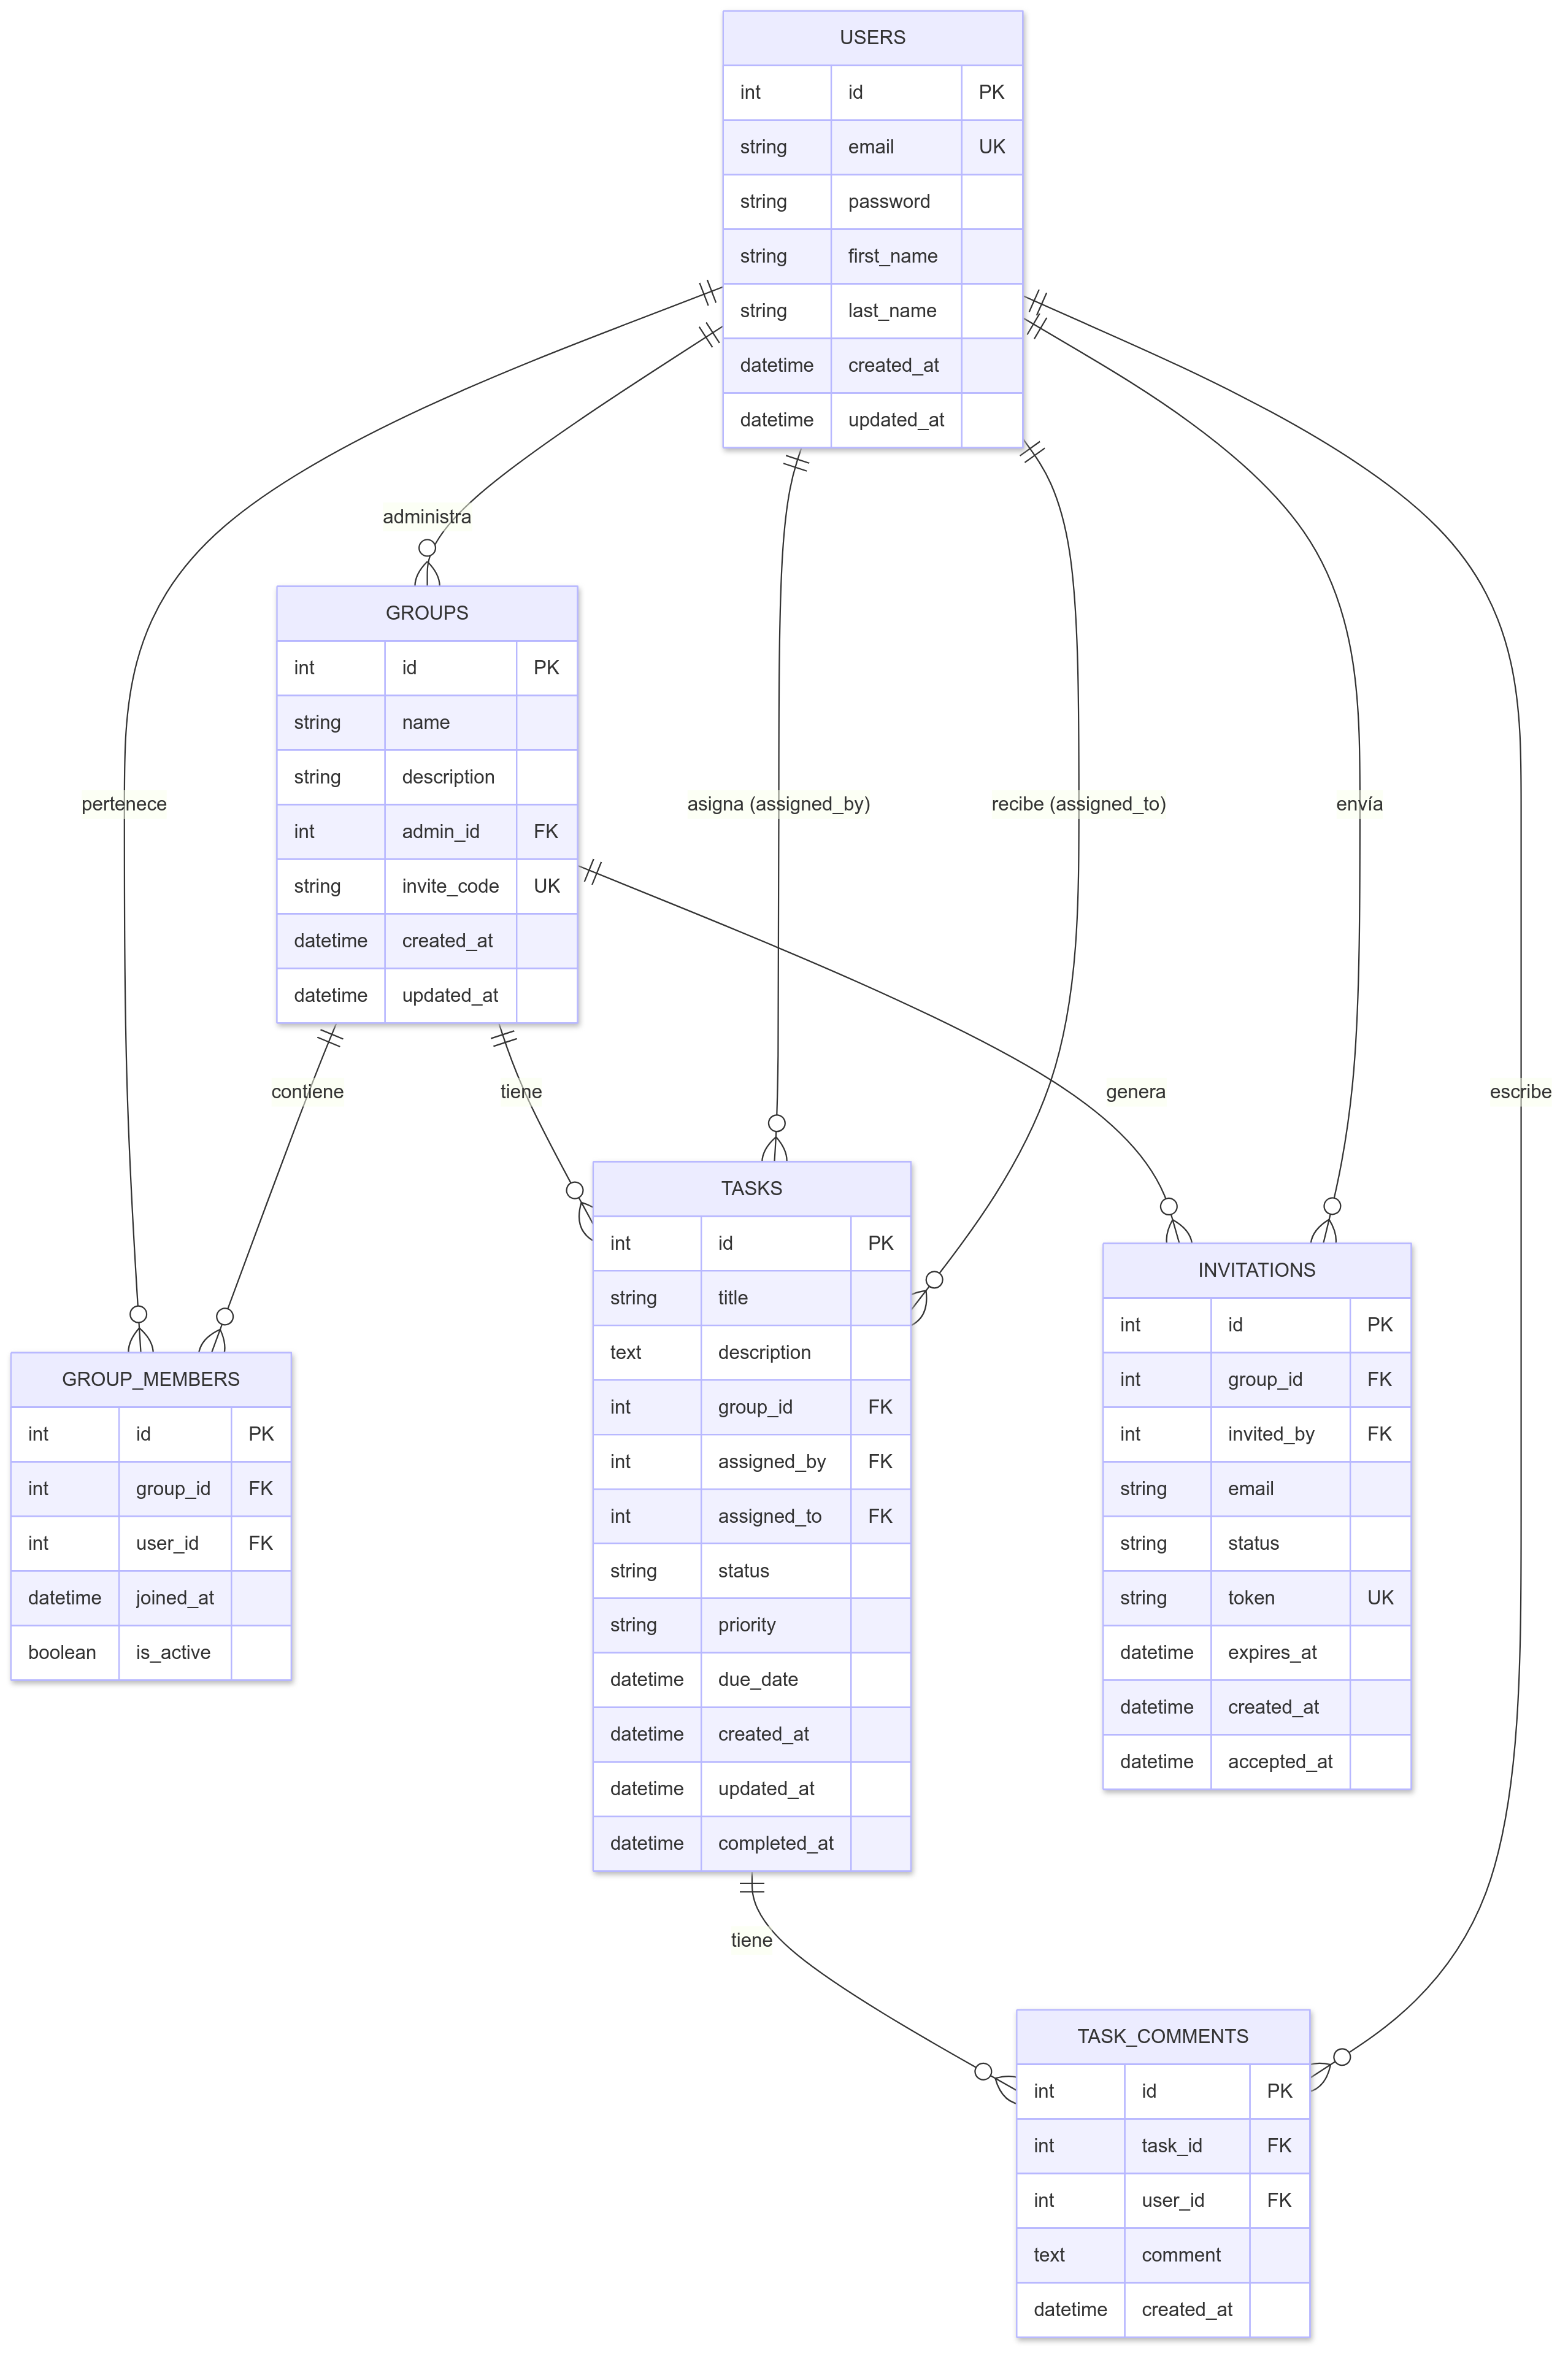 USERS
int id PK
string email UK
string password
string first_name
string last_name
datetime created_at
datetime updated_at
administra
GROUPS
int id PK
string name
string description
int admin_id FK
string invite_code UK
datetime created_at
datetime updated_at
pertenece
asigna (assigned_by)
recibe (assigned_to)
envía
contiene
tiene
genera
escribe
TASKS
int id PK
string title
text description
int group_id FK
int assigned_by FK
int assigned_to FK
string status
string priority
datetime due_date
datetime created_at
datetime updated_at
datetime completed_at
INVITATIONS
int id PK
int group_id FK
int invited_by FK
string email
string status
string token UK
datetime expires_at
datetime created_at
datetime accepted_at
GROUP_MEMBERS
int id PK
int group_id FK
int user_id FK
datetime joined_at
boolean is_active
tiene
TASK_COMMENTS
int id PK
int task_id FK
int user_id FK
text comment
datetime created_at